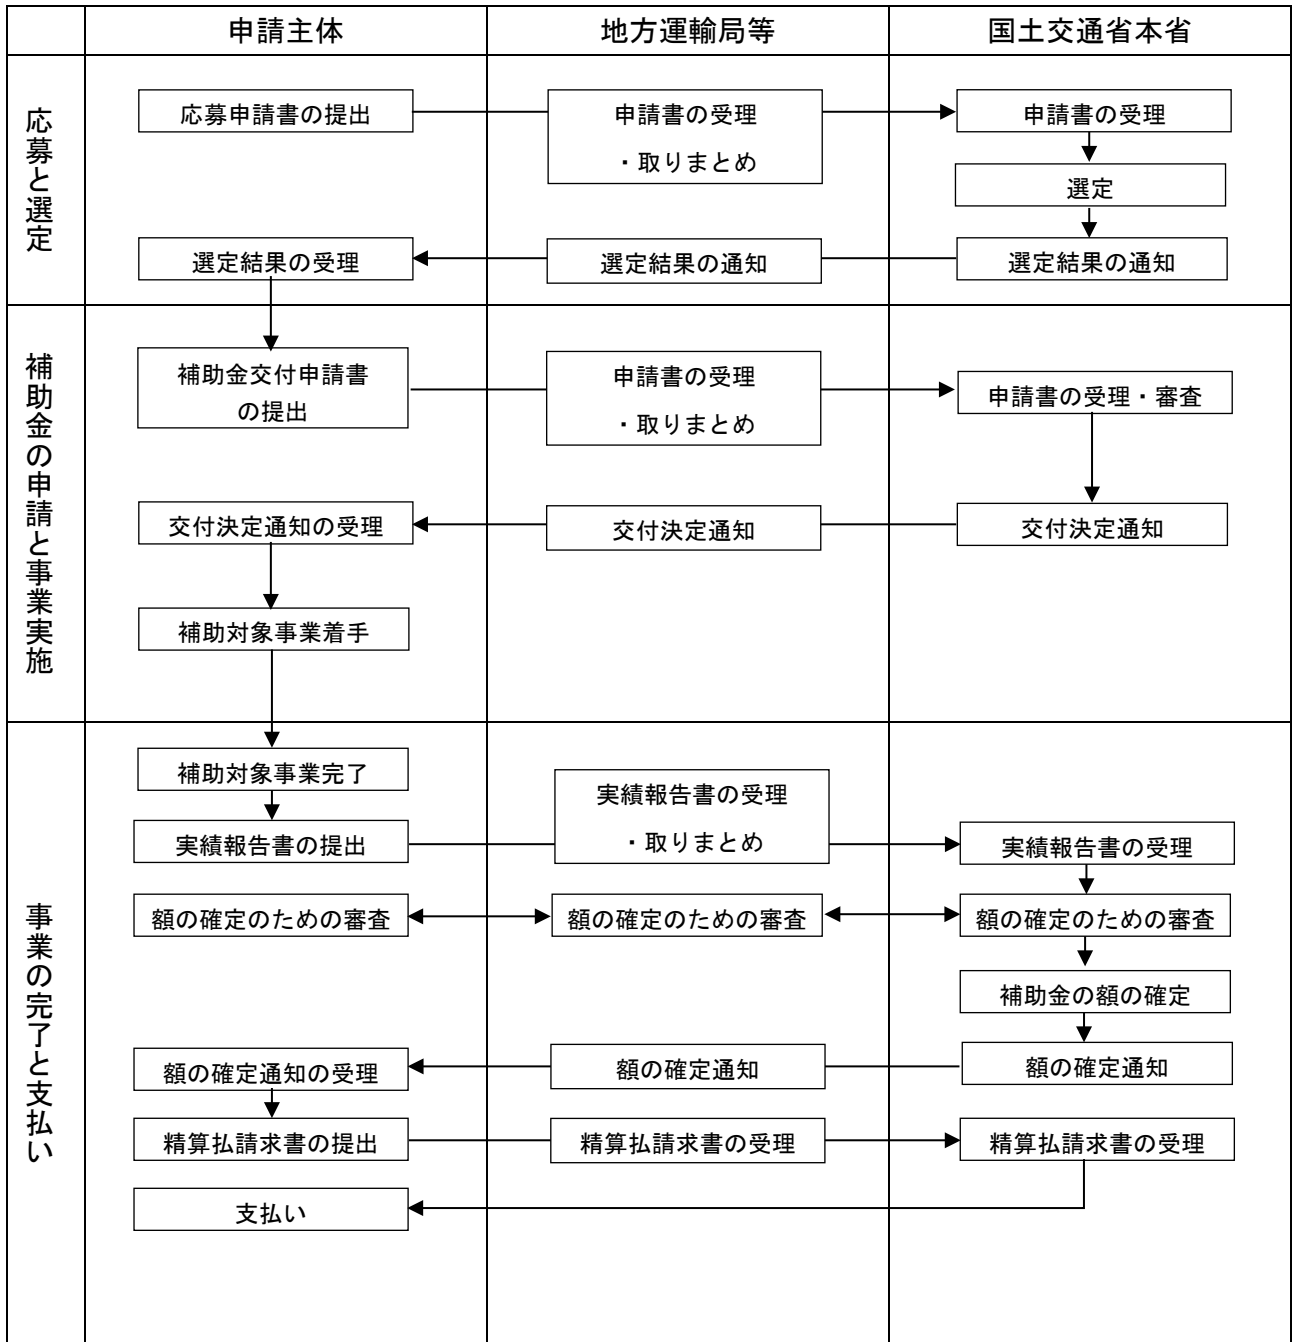 申請主体
地方運輸局等
国土交通省本省
応募と選定
応募申請書の提出
申請書の受理
・取りまとめ
申請書の受理
選定
選定結果の受理
選定結果の通知
選定結果の通知
補助金の申請と事業実施
補助金交付申請書
の提出
申請書の受理
・取りまとめ
申請書の受理・審査
交付決定通知の受理
交付決定通知
交付決定通知
補助対象事業着手
事業の完了と支払い
補助対象事業完了
実績報告書の受理
・取りまとめ
実績報告書の提出
実績報告書の受理
額の確定のための審査
額の確定のための審査
額の確定のための審査
補助金の額の確定
額の確定通知の受理
額の確定通知
額の確定通知
精算払請求書の提出
精算払請求書の受理
精算払請求書の受理
支払い